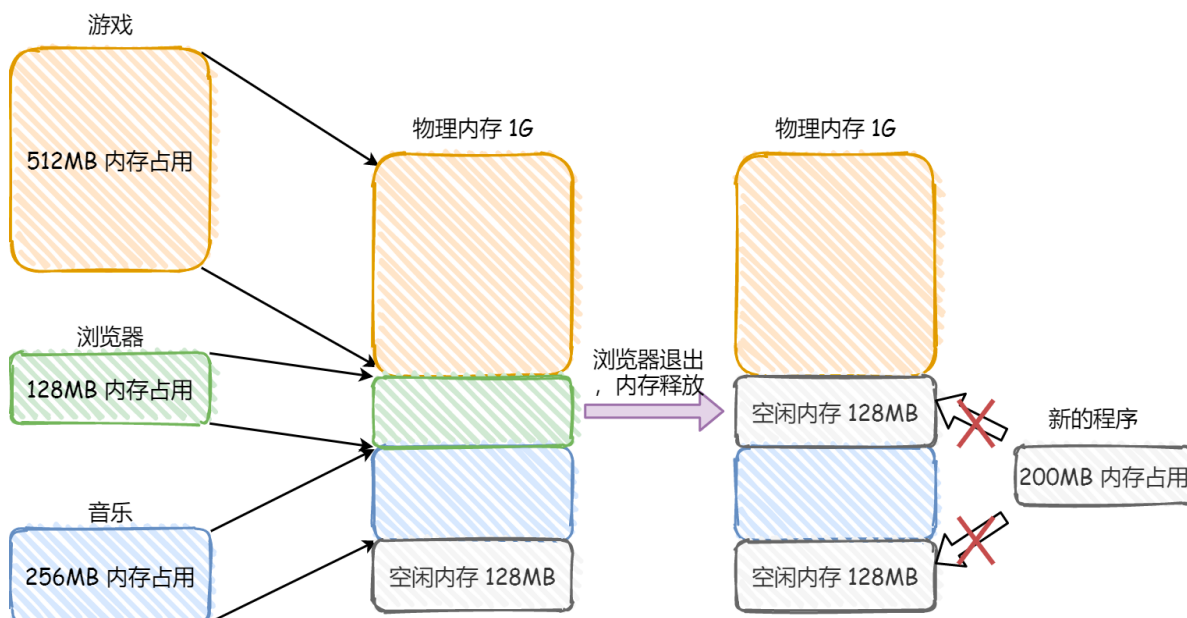 游戏
512MB 内存占用
浏览器
128MB 内存占用
音乐
256MB 内存占用
物理内存 1G
空闲内存 128MB
浏览器退出
，内存释放
物理内存 1G
空闲内存 128MB
空闲内存 128MB
新的程序
200MB 内存占用